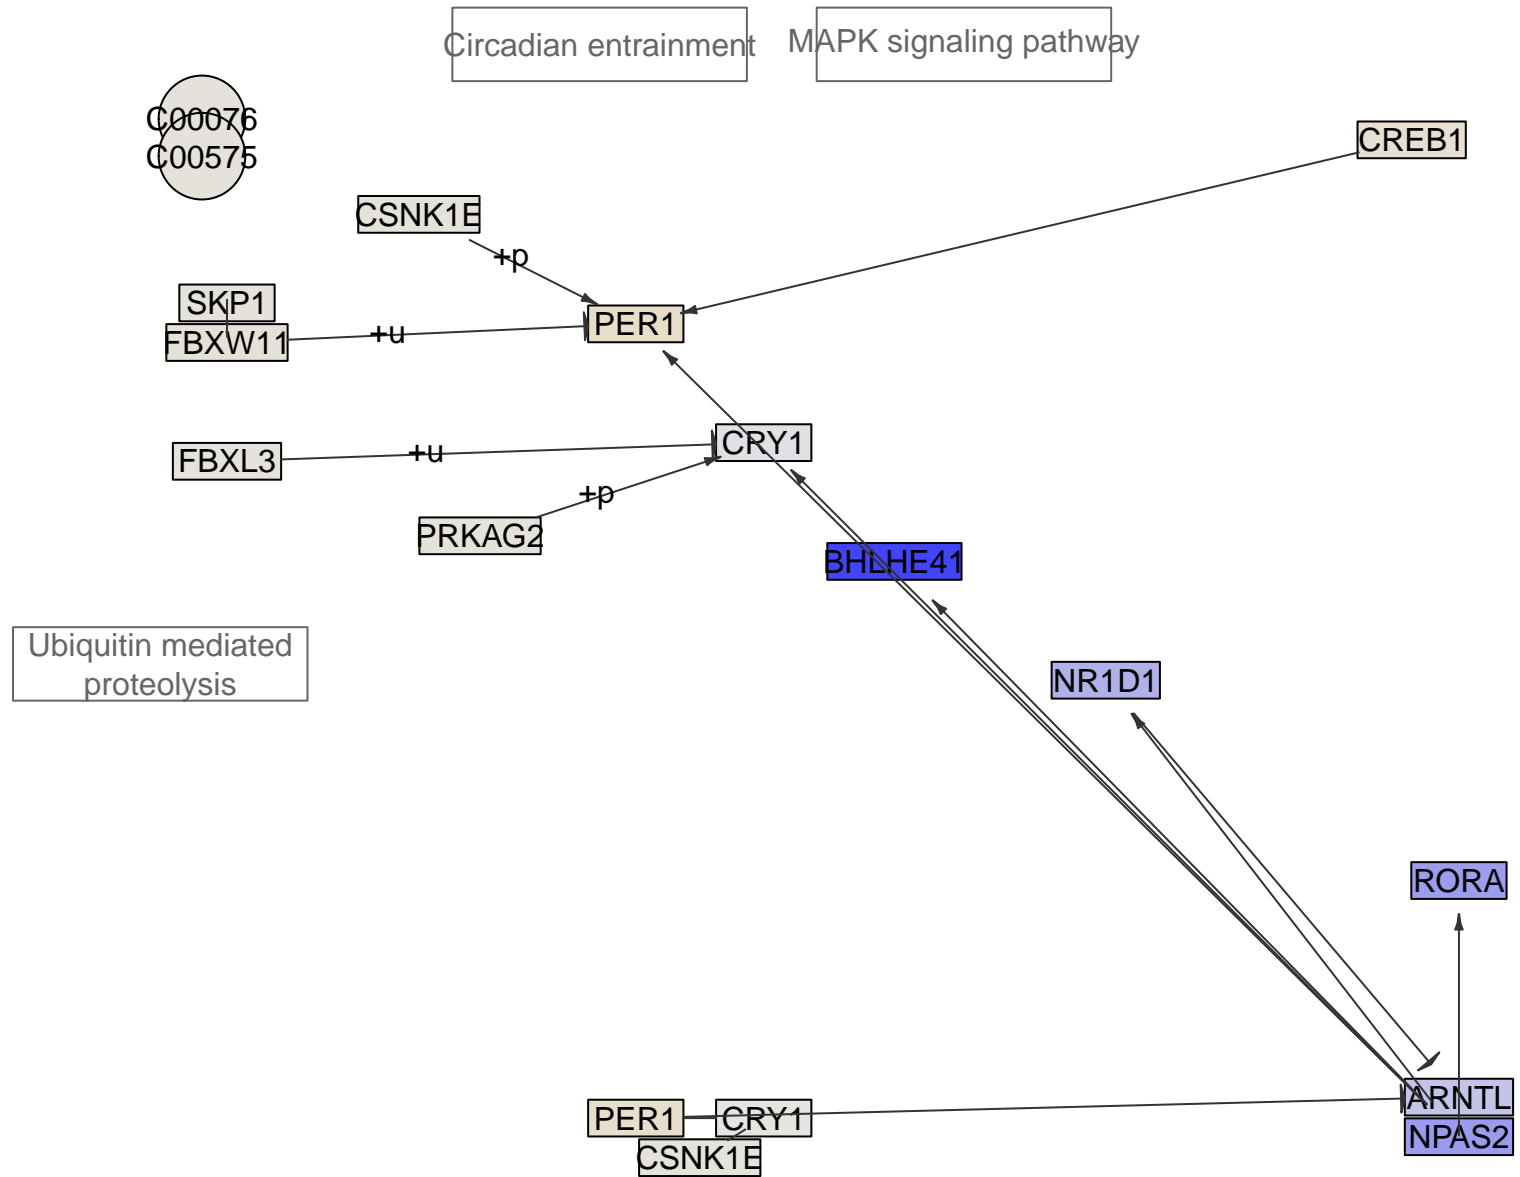 Circadian entrainment
MAPK signaling pathway
C00076
C00575
CREB1
CSNK1E
+p
SKP1
PER1
FBXW11
+u
CRY1
FBXL3
+u
+p
PRKAG2
BHLHE41
Ubiquitin mediated
proteolysis
NR1D1
RORA
ARNTL
PER1
CRY1
NPAS2
CSNK1E